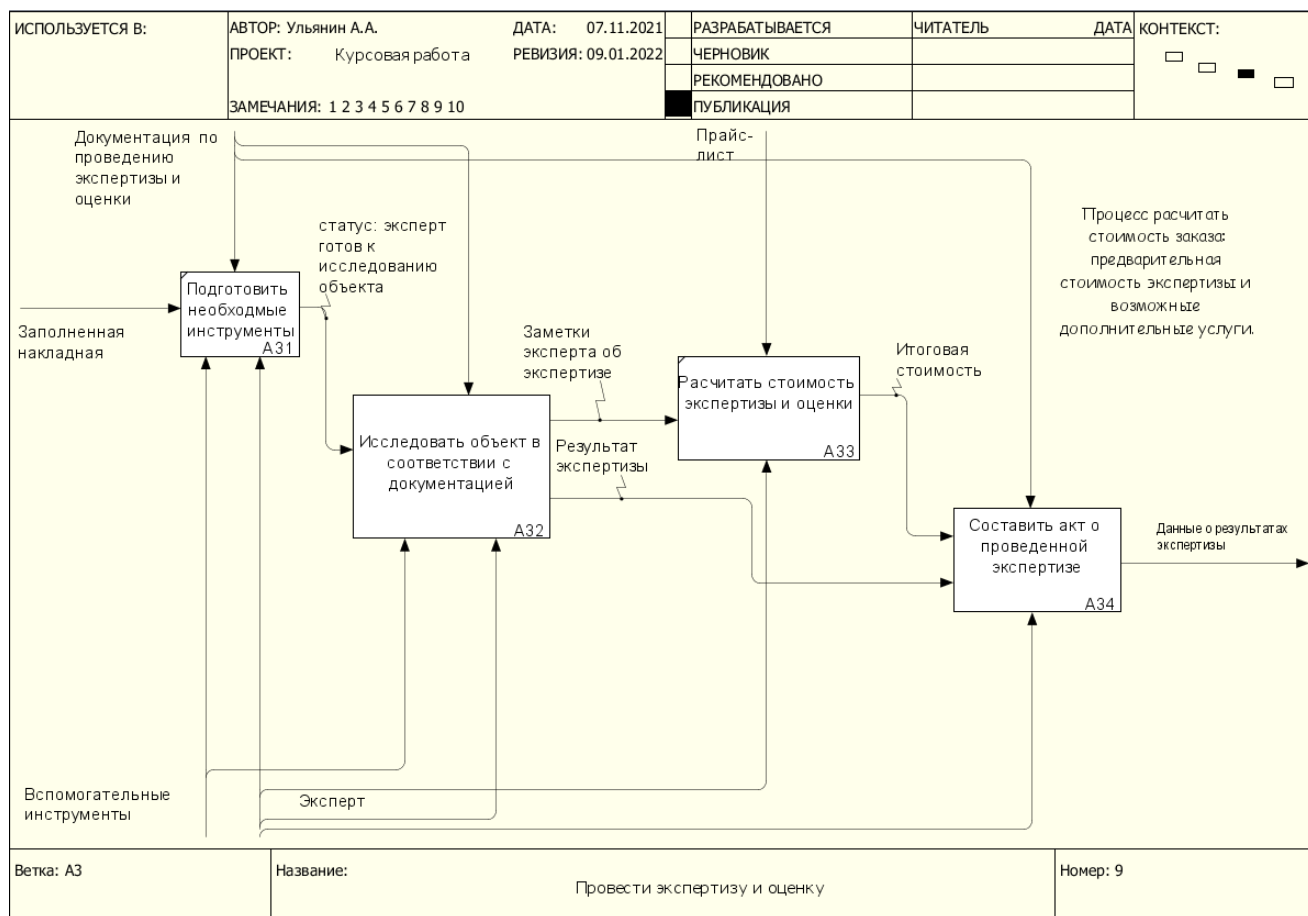 ИСПОЛЬЗУЕТСЯ В:
АВТОР: Ульянин А.А.
ДАТА: 07.11.2021
ПРОЕКТ: Курсовая работа
РЕВИЗИЯ: 09.01.2022
ЗАМЕЧАНИЯ: 1 2 3 4 5 6 7 8 9 10
РАЗРАБАТЫВАЕТСЯ
ЧЕРНОВИК
РЕКОМЕНДОВАНО
ПУБЛИКАЦИЯ
ЧИТАТЕЛЬ
ДАТА
КОНТЕКСТ:
Документация по
проведению
экспертизы и
оценки
Прайс-
лист
статус: эксперт
готов к
исследованию
объекта
Процесс расчитать
стоимость заказа:
предварительная
стоимость экспертизы и
возможные
дополнительные услуги.
Подготовить
необходмые
инструменты
А31
Заполненная
накладная
Заметки
эксперта об
экспертизе
Итоговая
стоимость
Расчитать стоимость
экспертизы и оценки
А33
Исследовать объект в
соответствии с
документацией
А32
Результат
экспертизы
Составить акт о
проведенной
экспертизе
А34
Данные о результатах
экспертизы
Вспомогательные
инструменты
Эксперт
Ветка: А3
Название:
Провести экспертизу и оценку
Номер: 9